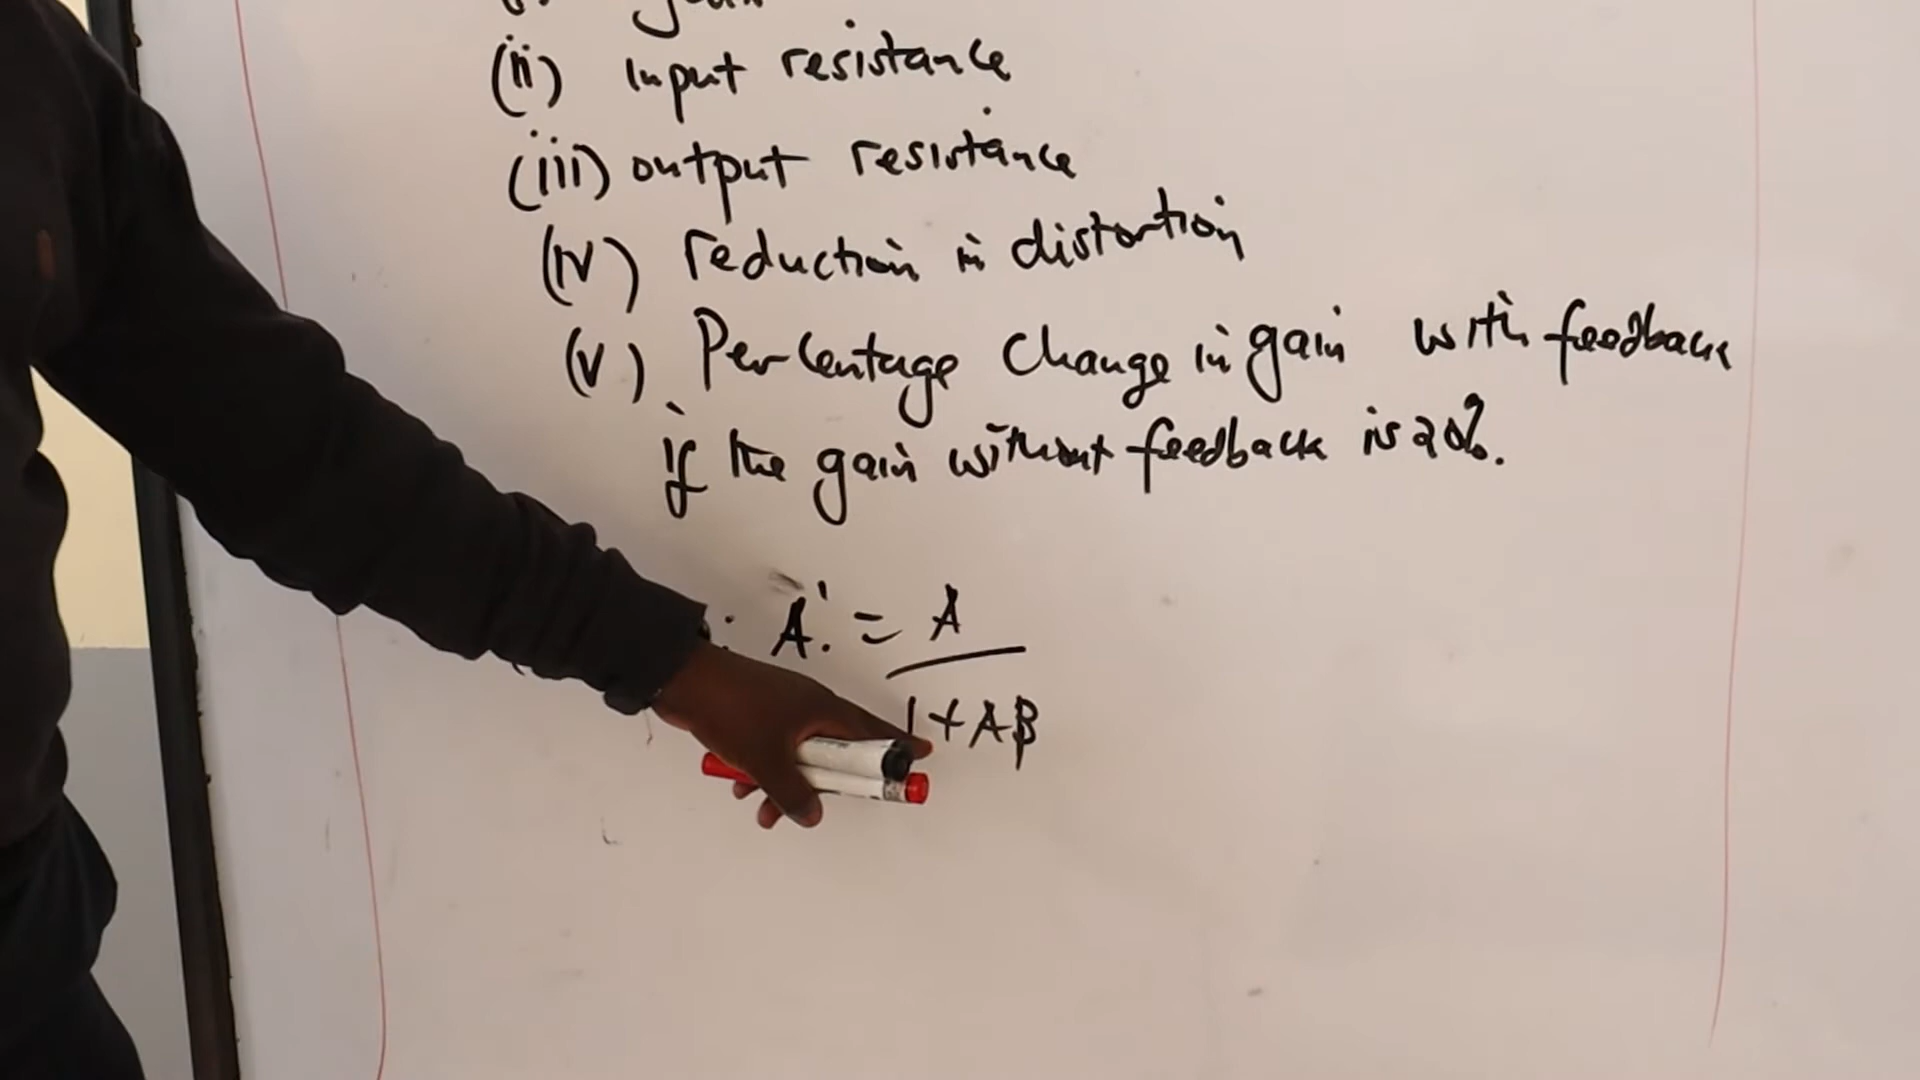 gain
(ii) Input resistance
(iii) output resistance
(iv) reduction in distortion
(v) Percentage change in gain with feedback
if the gain without feedback is 20%.
: A' = A
1+Aβ